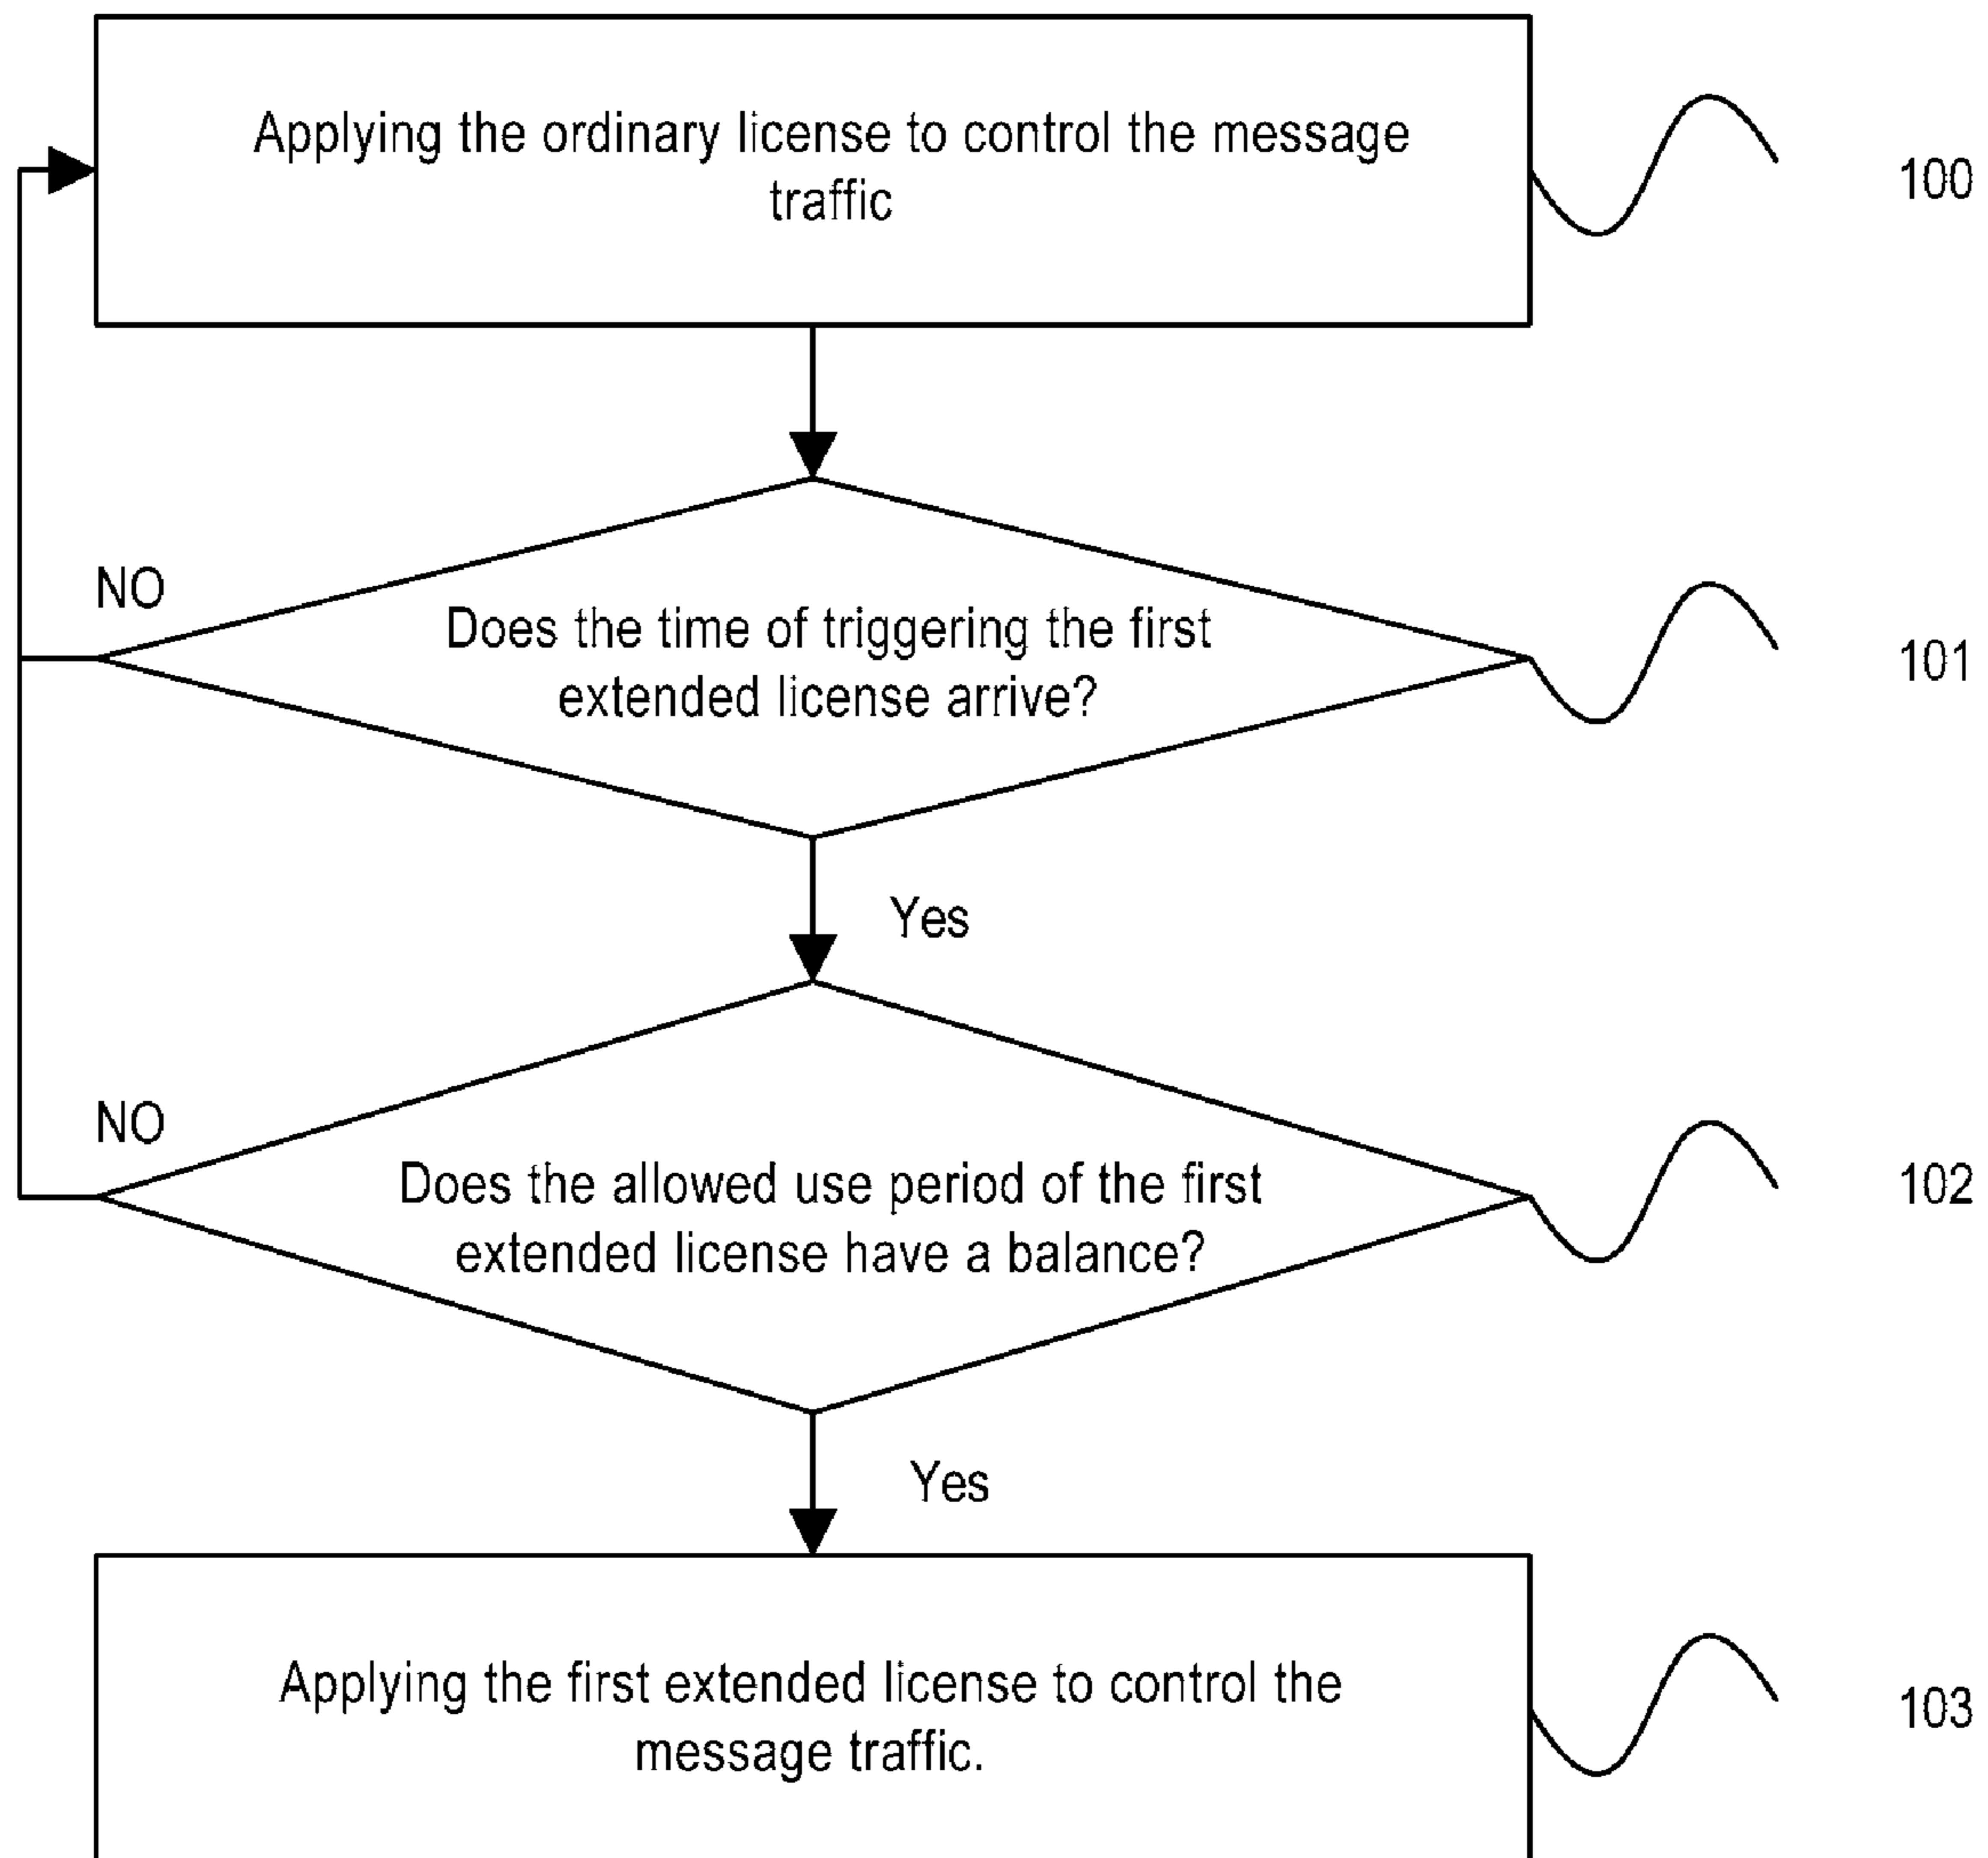 Applying the ordinary license to control the message
traffic
100
NO
Does the time of triggering the first
extended license arrive?
101
Yes
NO
Does the allowed use period of the first
extended license have a balance?
102
Yes
Applying the first extended license to control the
message traffic.
103